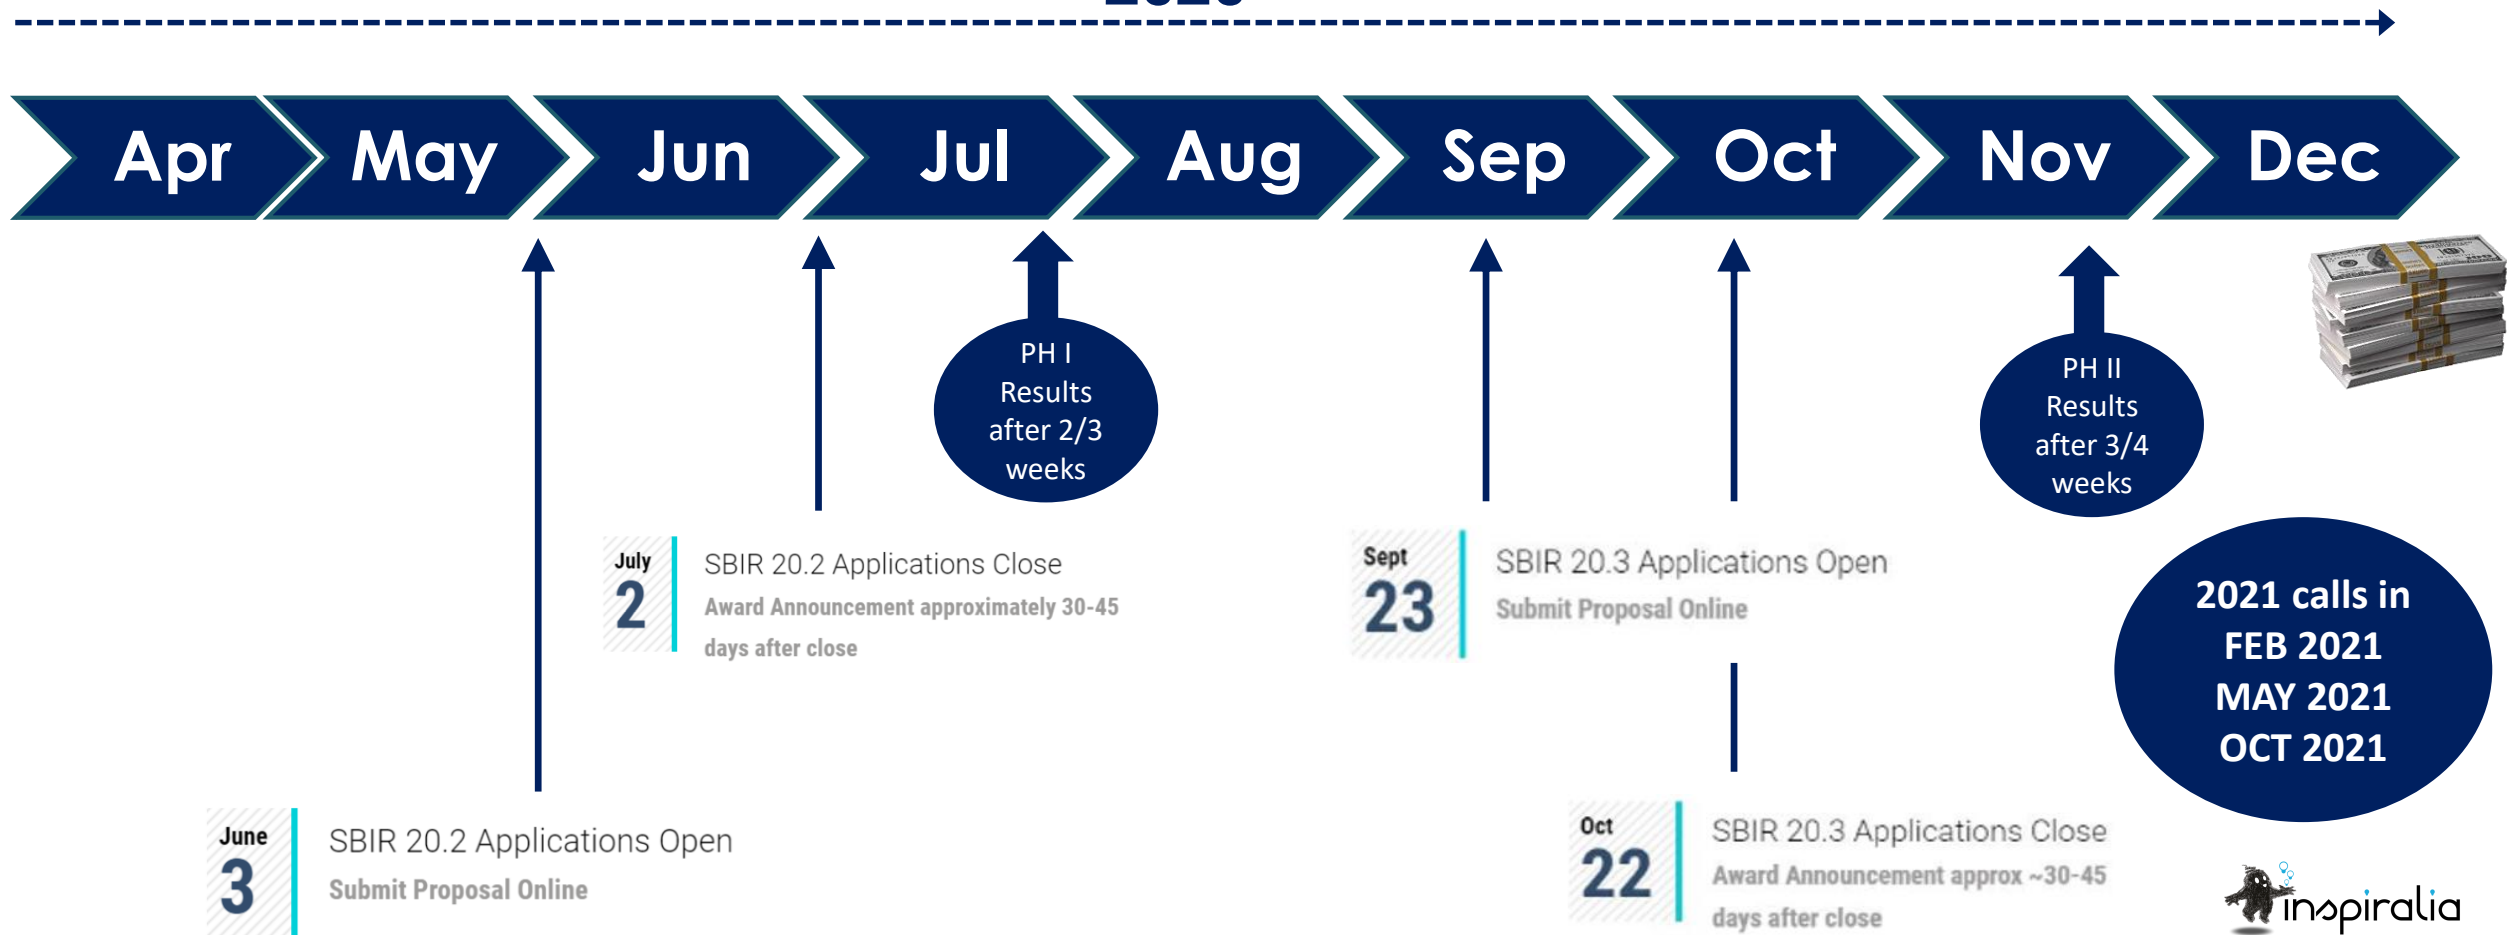 Apr May Jun Jul Aug Sep Oct Nov Dec
PH I
Results
after 2/3
weeks
PH II
Results
after 3/4
weeks
July
2
SBIR 20.2 Applications Close
Award Announcement approximately 30-45
days after close
Sept
23
SBIR 20.3 Applications Open
Submit Proposal Online
2021 calls in
FEB 2021
MAY 2021
OCT 2021
June
3
SBIR 20.2 Applications Open
Submit Proposal Online
Oct
22
SBIR 20.3 Applications Close
Award Announcement approx ~30-45
days after close
inspiralia